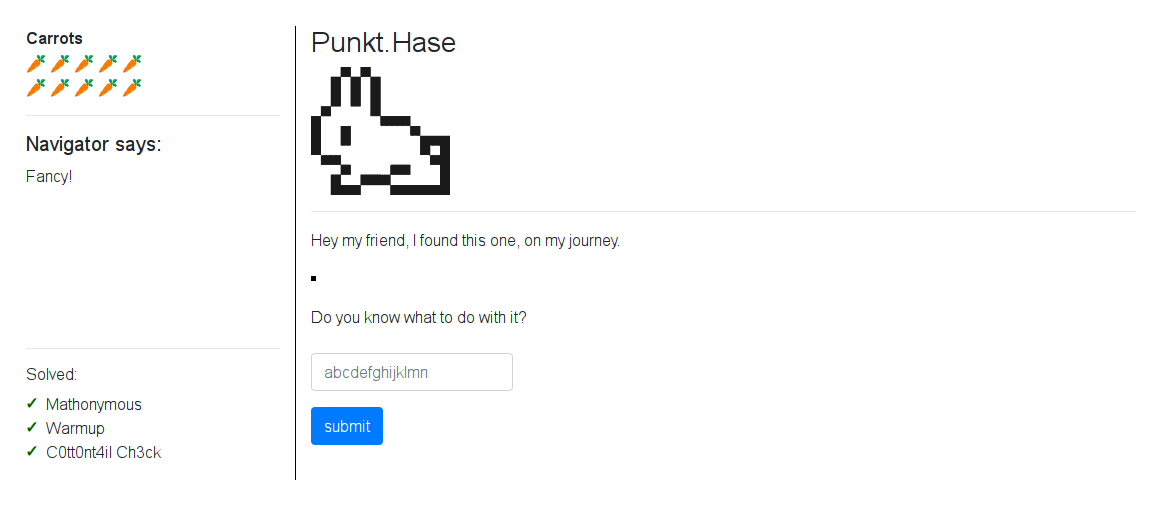 Carrots
Navigator says:
Fancy!
Solved:
✓ Mathonymous
✓ Warmup
✓ C0tt0nt4il Ch3ck
Punkt.Hase
Hey my friend, I found this one, on my journey.
Do you know what to do with it?
abcdefghijklmn
submit